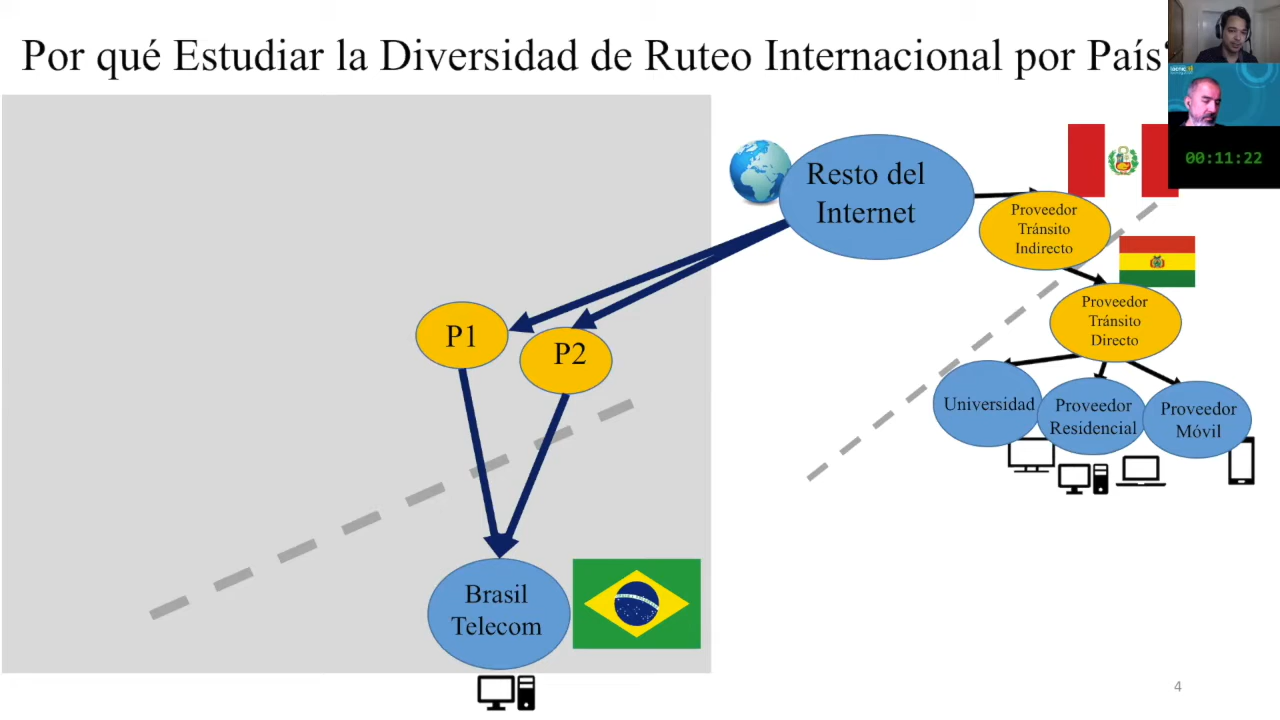 Por qué Estudiar la Diversidad de Ruteo Internacional por País
00:11:22
Resto del
Internet
Proveedor
Tránsito
Indirecto
Proveedor
Tránsito
Directo
P1
P2
Universidad
Proveedor
Residencial
Proveedor
Móvil
Brasil
Telecom
4